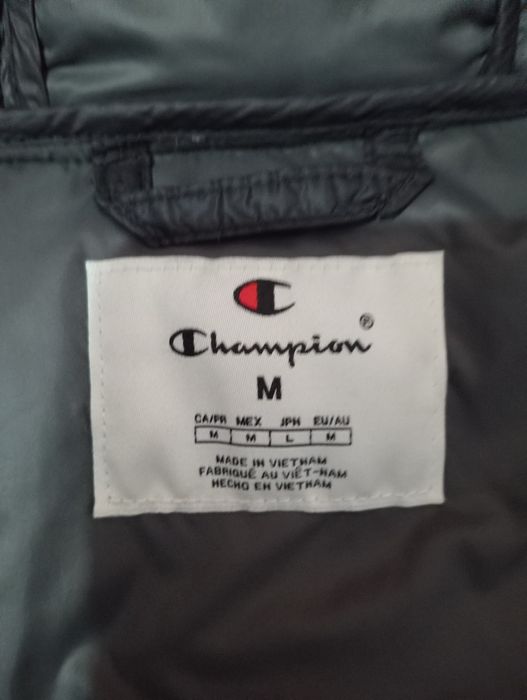 Champion®
M
CA/FR MEX JPN EU/AU
M M L M
MADE IN VIETNAM
FABRIQUÉ AU VIÊT-NAM
HECHO EN VIETNAM